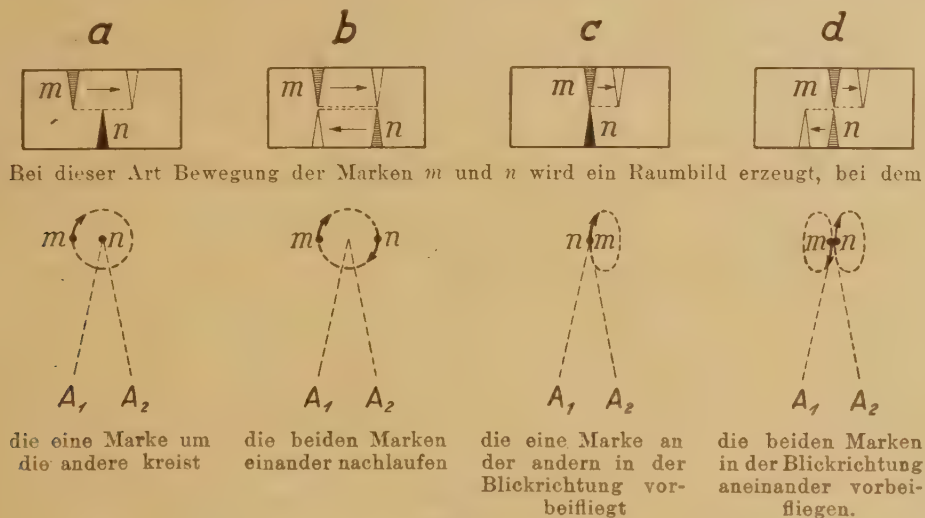 a b c d
m n m n m n m n
Bei dieser Art Bewegung der Marken m und n wird ein Raumbild erzeugt, bei dem
m n m n n m m n
A1 A2 A1 A2 A1 A2 A1 A2
die eine Marke um
die andere kreist
die beiden Marken
einander nachlaufen
die eine Marke an
der andern in der
Blickrichtung vor-
beifliegt
die beiden Marken
in der Blickrichtung
aneinander vorbei-
fliegen.